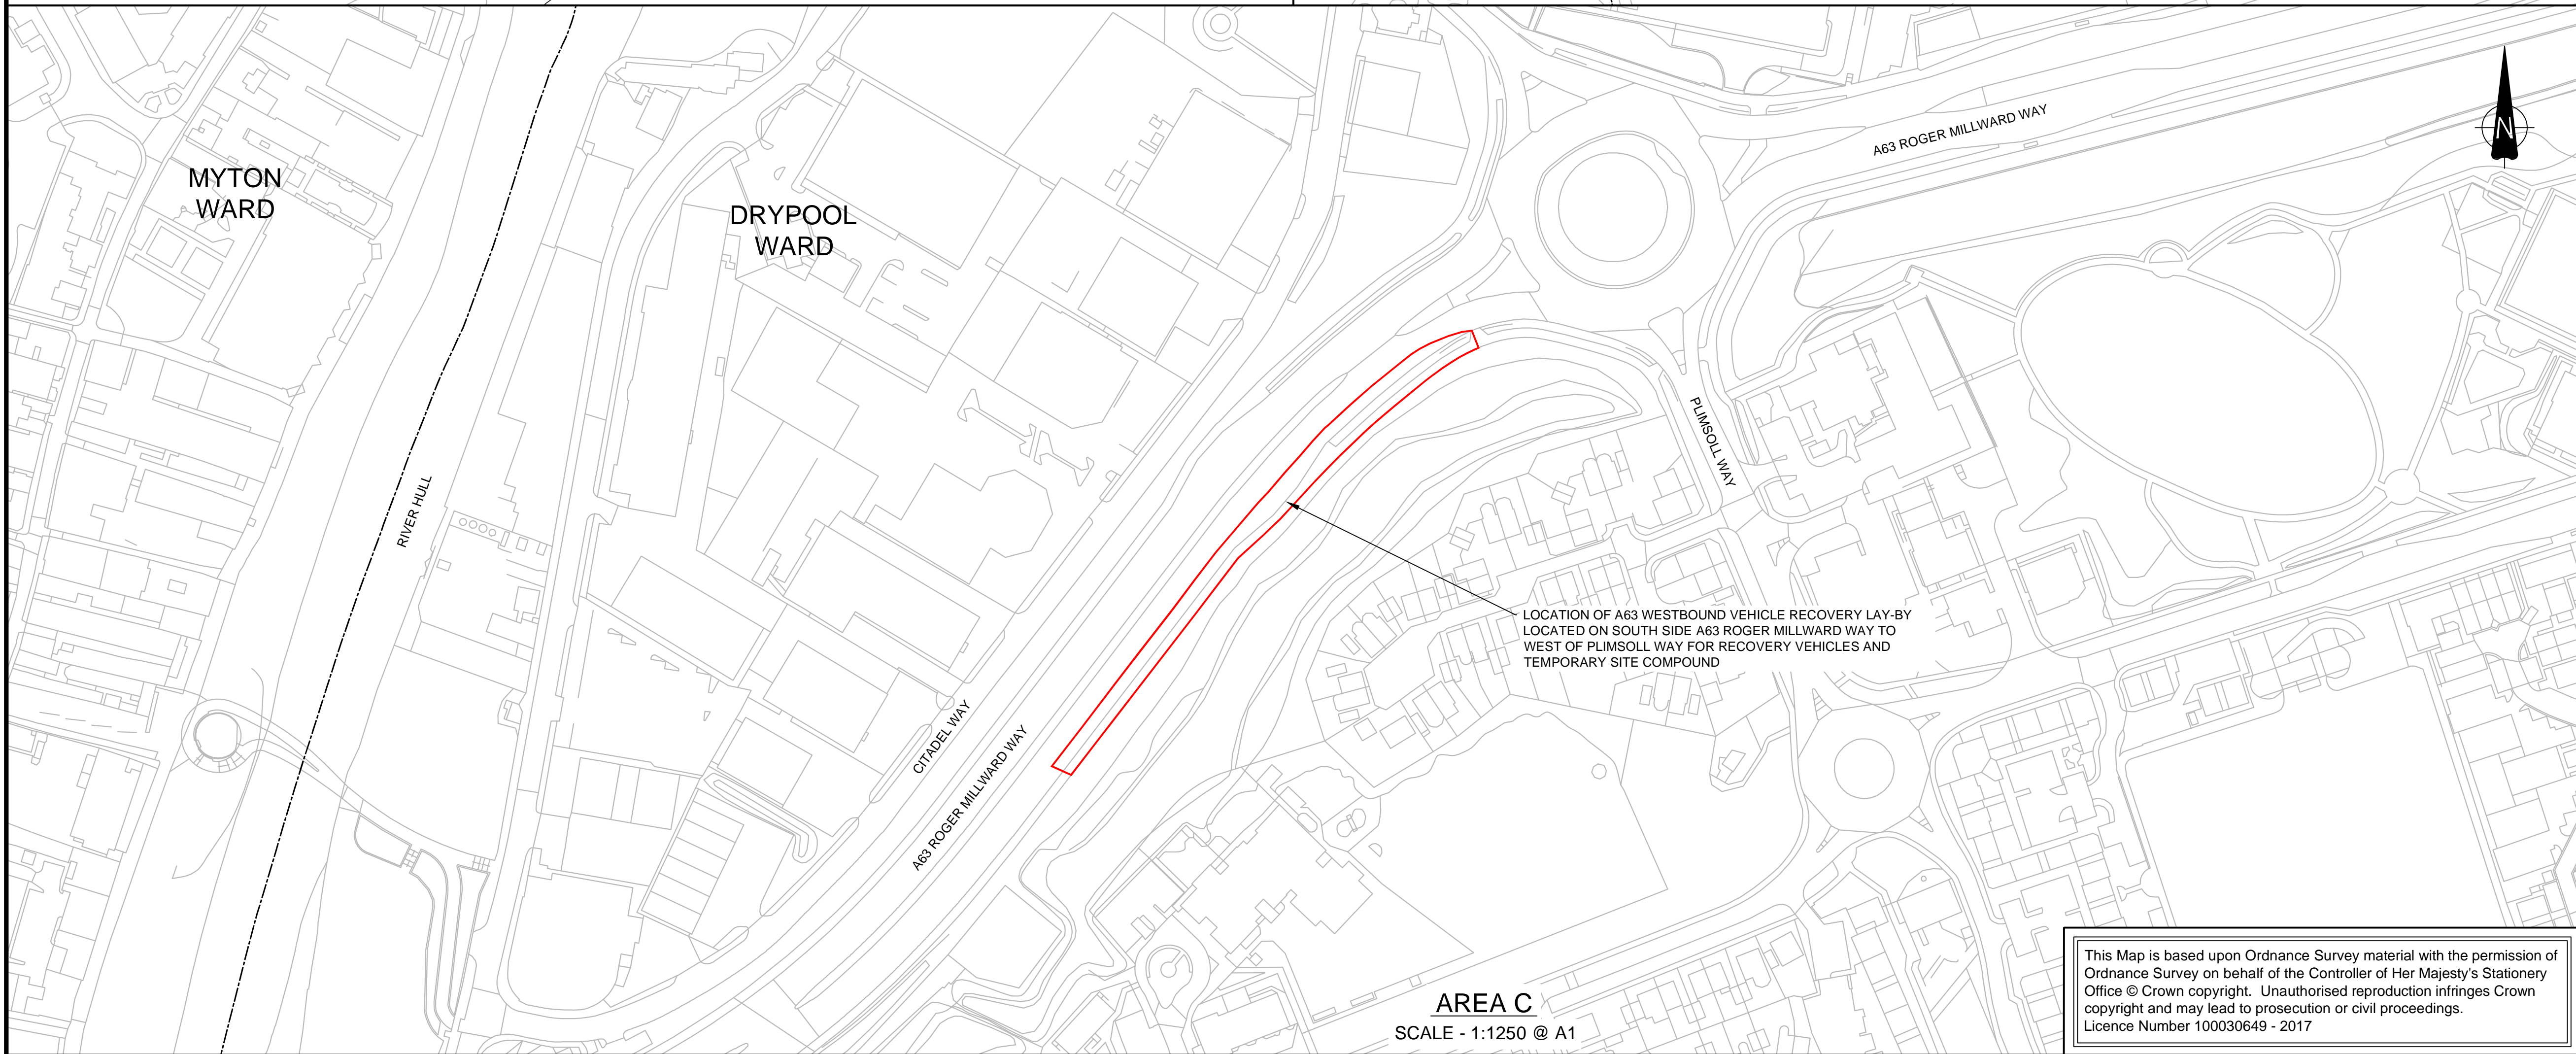 MYTON
WARD
DRYPOOL
WARD
A63 ROGER MILLWARD WAY
N
RIVER HULL
PLIMSOLL WAY
LOCATION OF A63 WESTBOUND VEHICLE RECOVERY LAY-BY
LOCATED ON SOUTH SIDE A63 ROGER MILLWARD WAY TO
WEST OF PLIMSOLL WAY FOR RECOVERY VEHICLES AND
TEMPORARY SITE COMPOUND
CITADEL WAY
A63 ROGER MILLWARD WAY
AREA C
SCALE - 1:1250 @ A1
This Map is based upon Ordnance Survey material with the permission of
Ordnance Survey on behalf of the Controller of Her Majesty's Stationery
Office © Crown copyright. Unauthorised reproduction infringes Crown
copyright and may lead to prosecution or civil proceedings.
Licence Number 100030649 - 2017